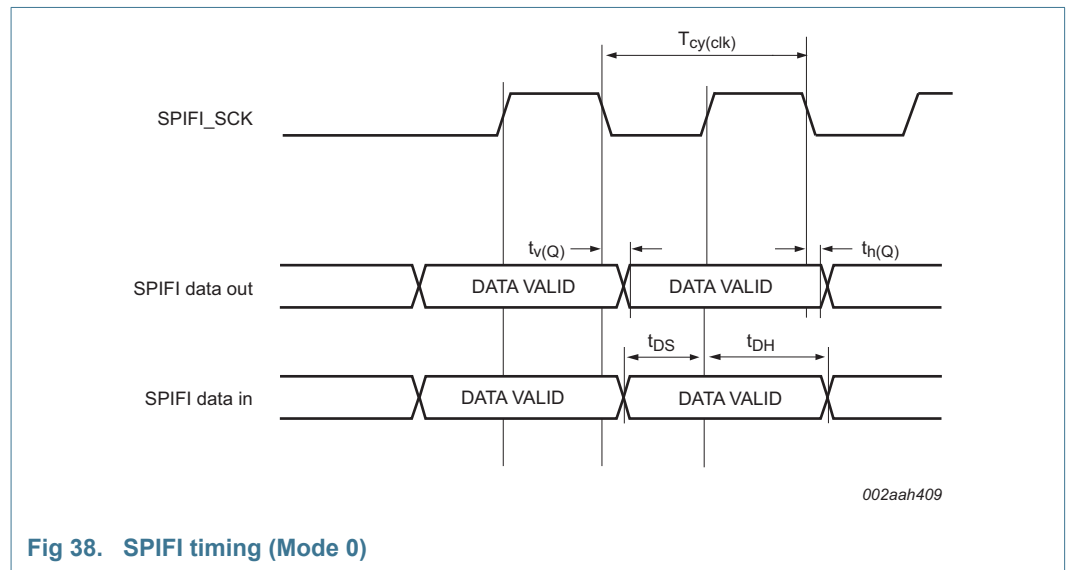 Tcy(clk)
SPIFI_SCK
tv(Q)
th(Q)
SPIFI data out
DATA VALID
DATA VALID
tDS
tDH
SPIFI data in
DATA VALID
DATA VALID
002aah409
Fig 38. SPIFI timing (Mode 0)